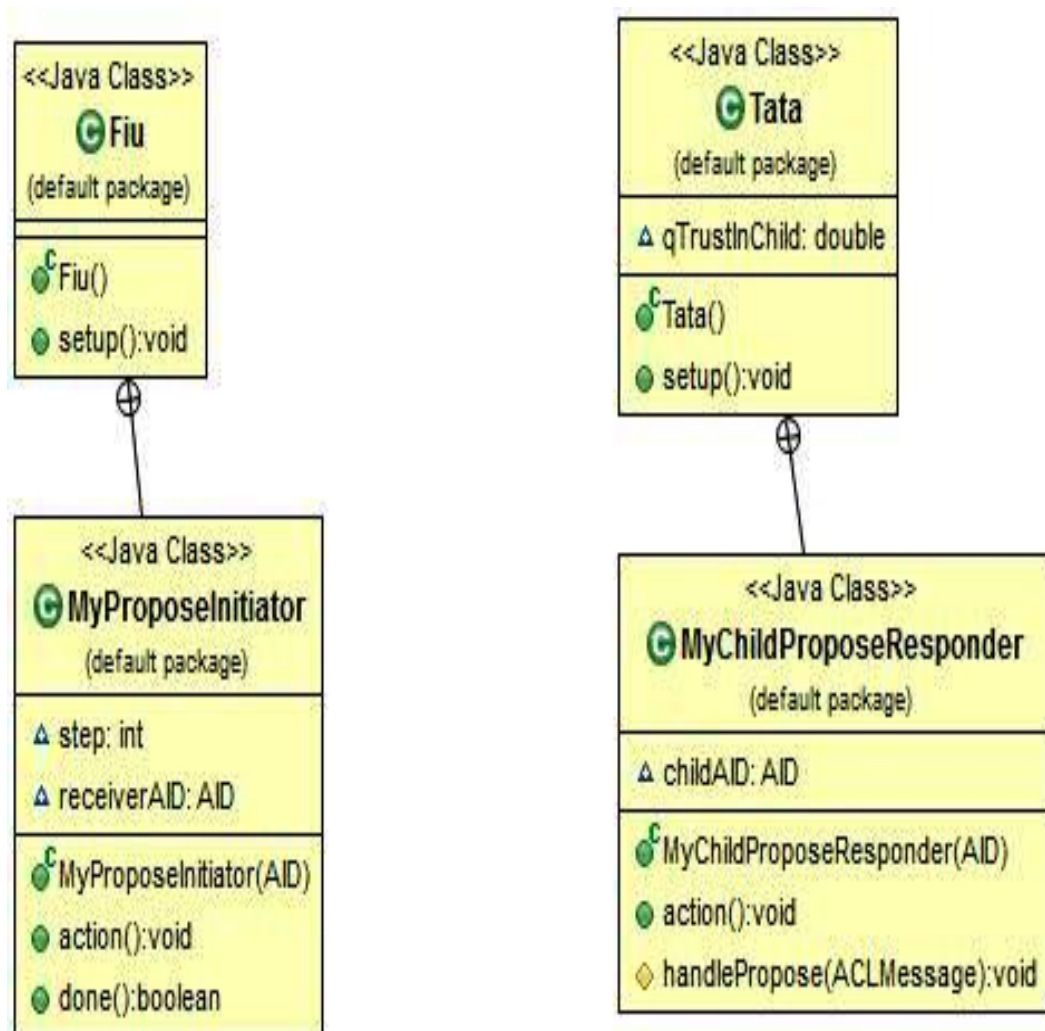 <<Java Class>>
Fiu
(default package)
Fiu()
setup():void
<<Java Class>>
MyProposeInitiator
(default package)
step: int
receiverAID: AID
MyProposeInitiator(AID)
action():void
done():boolean
<<Java Class>>
Tata
(default package)
qTrustInChild: double
Tata()
setup():void
<<Java Class>>
MyChildProposeResponder
(default package)
childAID: AID
MyChildProposeResponder(AID)
action():void
handlePropose(ACLMessage):void